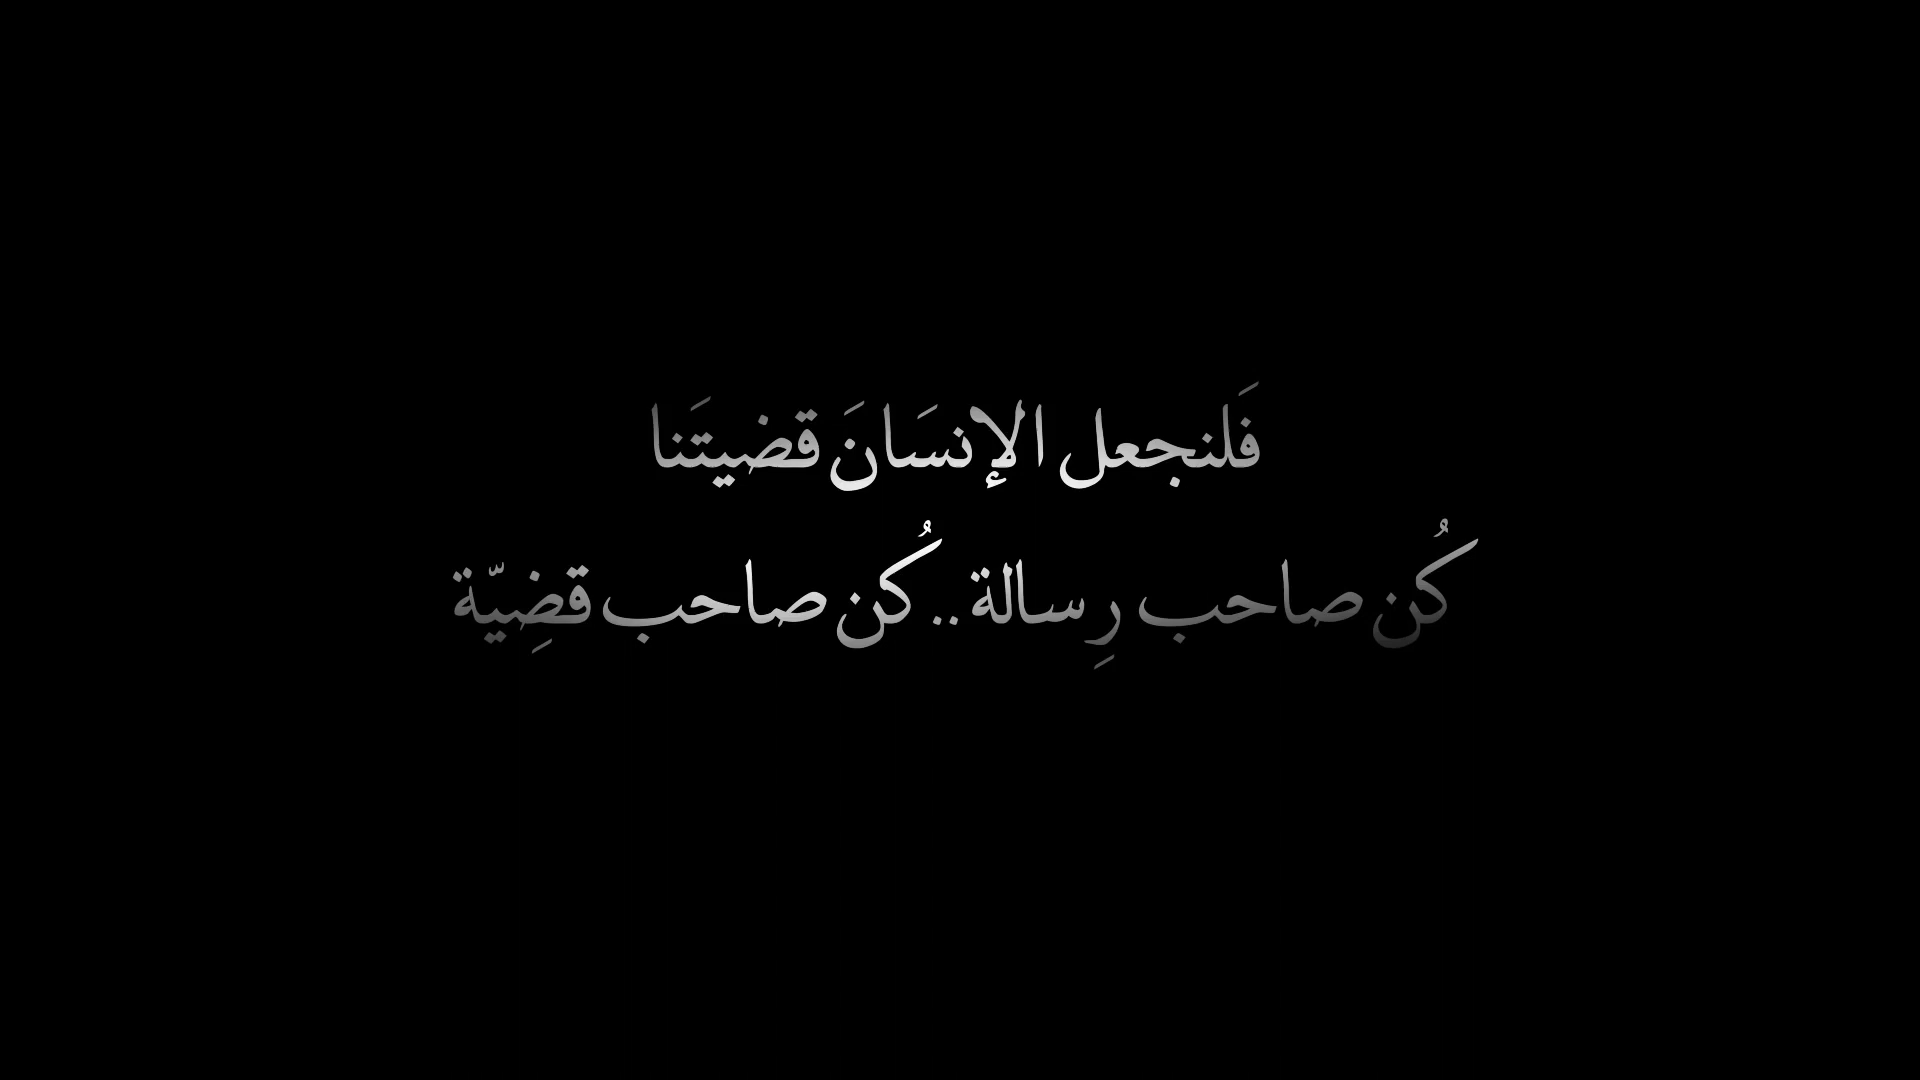 فَلنجعل الإنسَانَ قضيتَنا
كُن صاحب رِسالة .. كُن صاحب قضِيّة